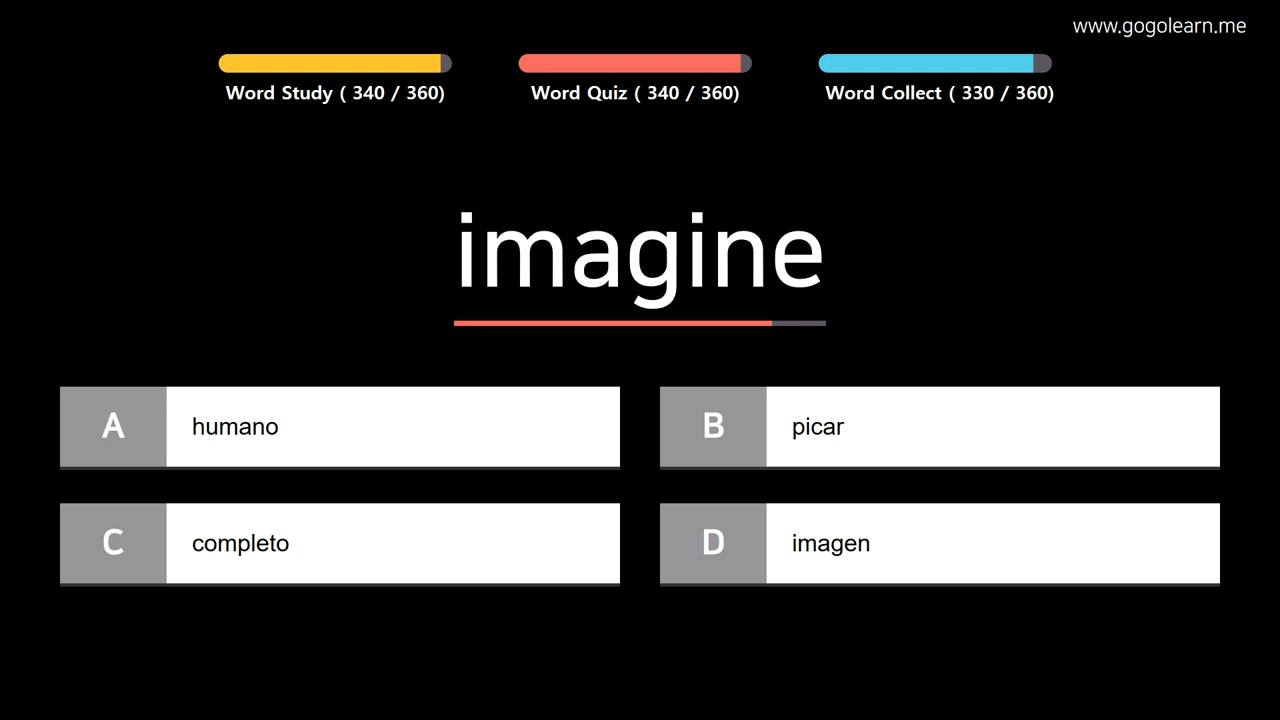 www.gogolearn.me
Word Study ( 340 / 360)
Word Quiz ( 340 / 360)
Word Collect ( 330 / 360)
imagine
A humano
B picar
C completo
D imagen